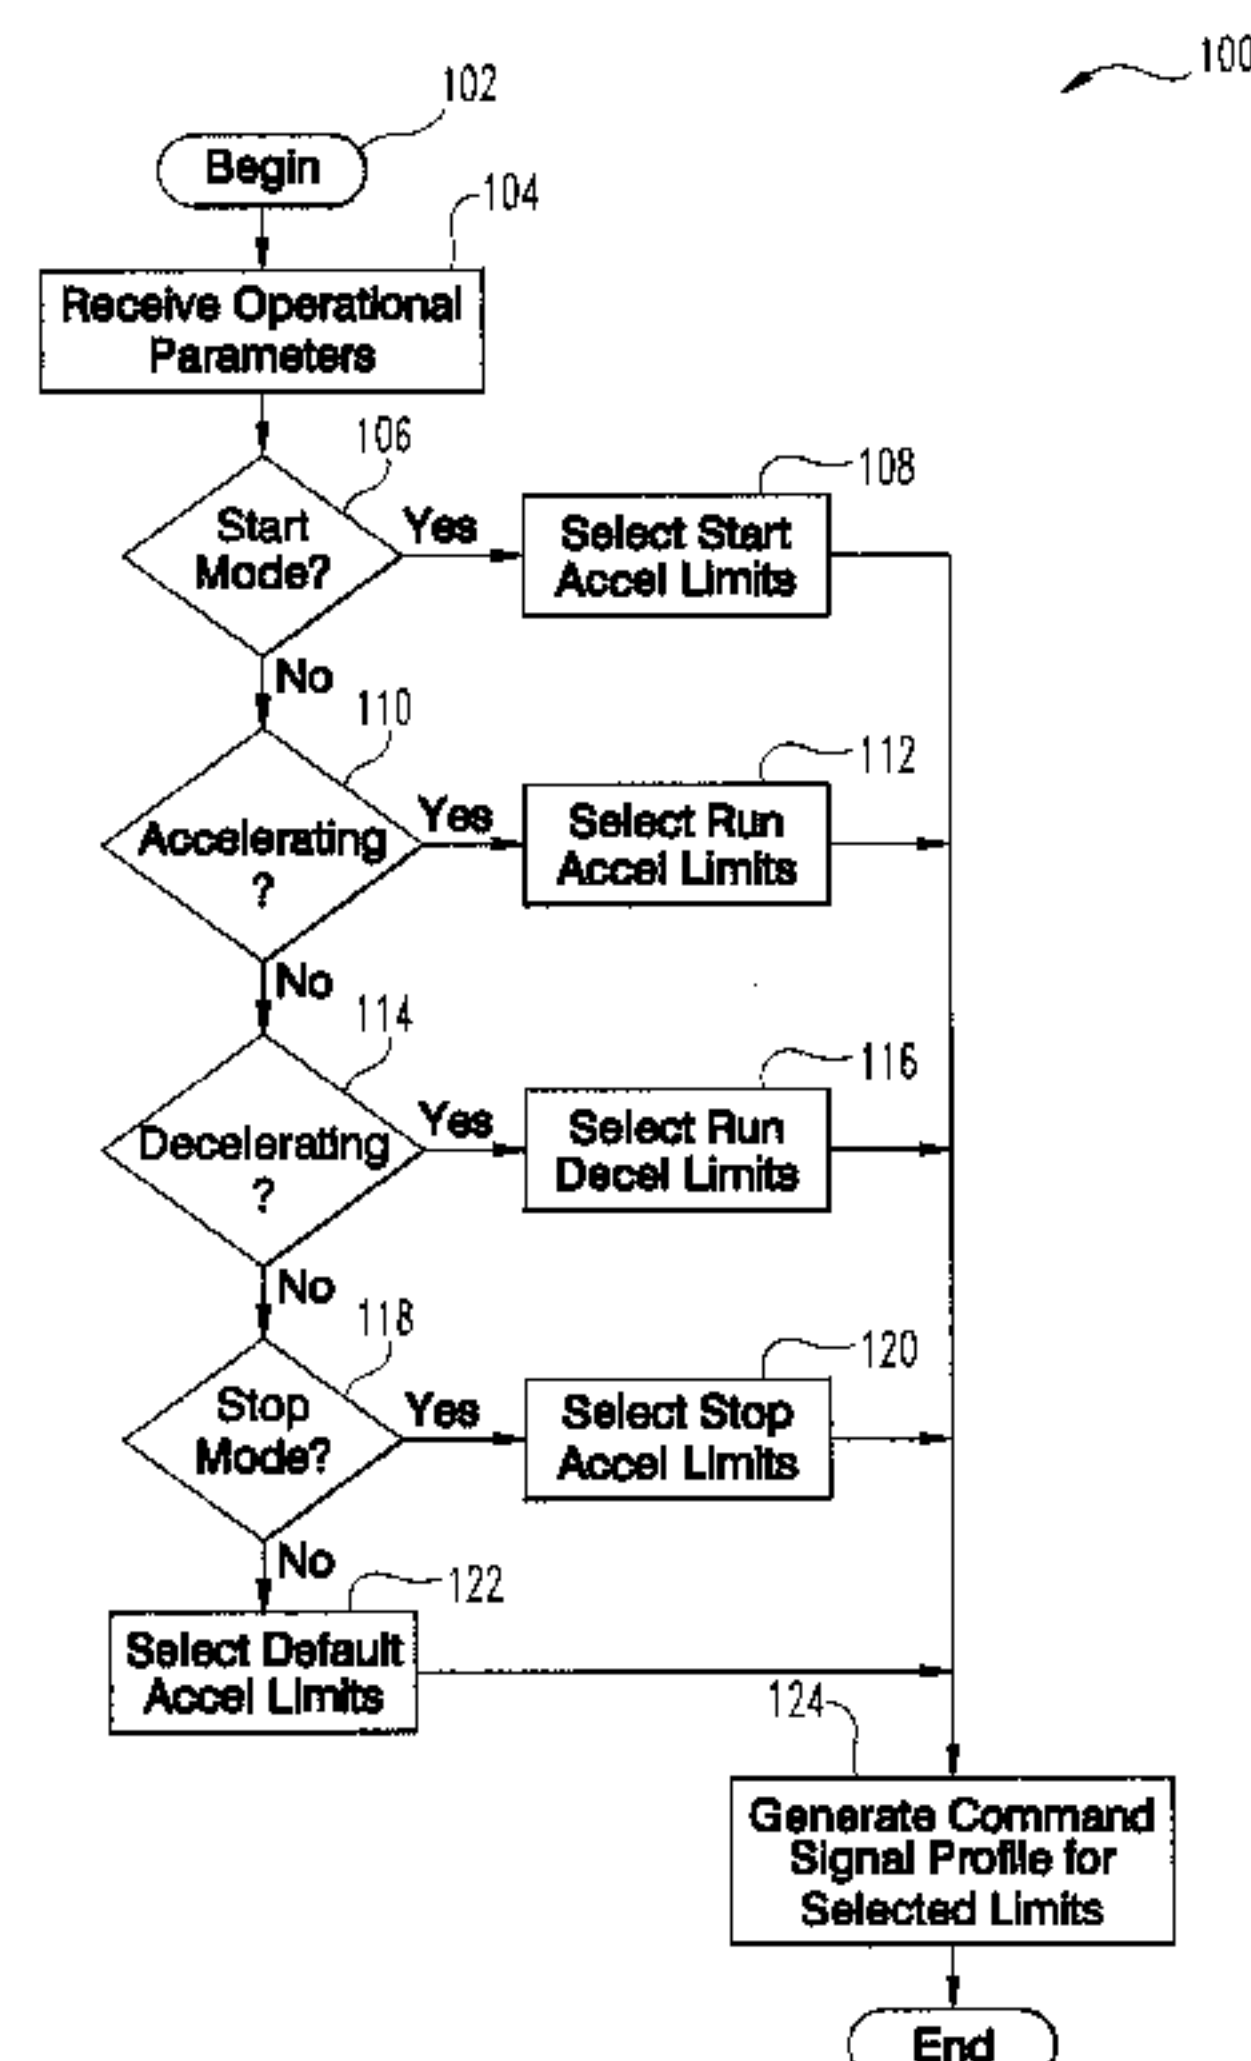 100
102
Begin
104
Receive Operational
Parameters
106
Start
Mode?
Yes
108
Select Start
Accel Limits
No
110
Accelerating
?
Yes
112
Select Run
Accel Limits
No
114
Decelerating
?
Yes
116
Select Run
Decel Limits
No
118
Stop
Mode?
Yes
120
Select Stop
Accel Limits
No
122
Select Default
Accel Limits
124
Generate Command
Signal Profile for
Selected Limits
End